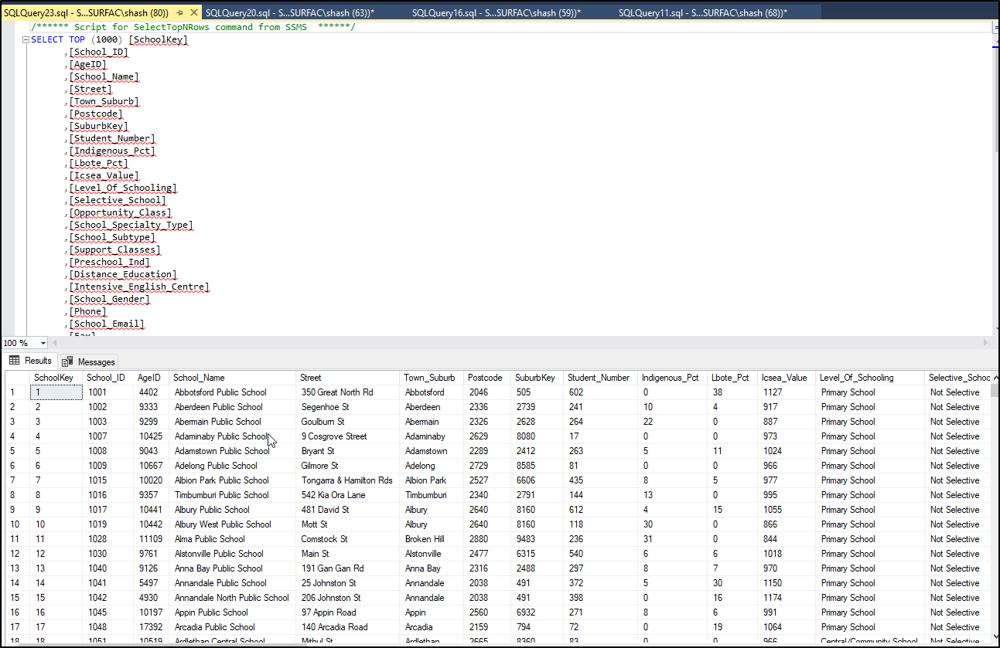 SQLQuery23.sql - S...SURFAC\shash (80)) SQLQuery20.sql - S...SURFAC\shash (63))* SQLQuery16.sql - S...SURFAC\shash (59))* SQLQuery11.sql - S...SURFAC\shash (68))*
/****** Script for SelectTopNRows command from SSMS ******/
SELECT TOP (1000) [SchoolKey]
,[School_ID]
,[AgeID]
,[School_Name]
,[Street]
,[Town_Suburb]
,[Postcode]
,[SuburbKey]
,[Student_Number]
,[Indigenous_Pct]
,[Lbote_Pct]
,[Icsea_Value]
,[Level_Of_Schooling]
,[Selective_School]
,[Opportunity_Class]
,[School_Specialty_Type]
,[School_Subtype]
,[Support_Classes]
,[Preschool_Ind]
,[Distance_Education]
,[Intensive_English_Centre]
,[School_Gender]
,[Phone]
,[School_Email]
,[Fax]
100 %
Results Messages
SchoolKey School_ID AgeID School_Name Street Town_Suburb Postcode SuburbKey Student_Number Indigenous_Pct Lbote_Pct Icsea_Value Level_Of_Schooling Selective_Schoo
1 1 1001 4402 Abbotsford Public School 350 Great North Rd Abbotsford 2046 505 602 0 38 1127 Primary School Not Selective
2 2 1002 9333 Aberdeen Public School Segenhoe St Aberdeen 2336 2739 241 10 4 917 Primary School Not Selective
3 3 1003 9299 Abermain Public School Goulburn St Abermain 2326 2628 264 22 0 887 Primary School Not Selective
4 4 1007 10425 Adaminaby Public School 9 Cosgrove Street Adaminaby 2629 8080 17 0 0 973 Primary School Not Selective
5 5 1008 9043 Adamstown Public School Bryant St Adamstown 2289 2412 263 5 11 1024 Primary School Not Selective
6 6 1009 10667 Adelong Public School Gilmore St Adelong 2729 8585 81 0 0 966 Primary School Not Selective
7 7 1015 10020 Albion Park Public School Tongarra & Hamilton Rds Albion Park 2527 6606 435 8 5 977 Primary School Not Selective
8 8 1016 9357 Timbumburi Public School 542 Kia Ora Lane Timbumburi 2340 2791 144 13 0 995 Primary School Not Selective
9 9 1017 10441 Albury Public School 481 David St Albury 2640 8160 612 4 15 1055 Primary School Not Selective
10 10 1019 10442 Albury West Public School Mott St Albury 2640 8160 118 30 0 866 Primary School Not Selective
11 11 1028 11109 Alma Public School Comstock St Broken Hill 2880 9483 236 31 0 844 Primary School Not Selective
12 12 1030 9761 Alstonville Public School Main St Alstonville 2477 6315 540 6 6 1018 Primary School Not Selective
13 13 1040 9126 Anna Bay Public School 191 Gan Gan Rd Anna Bay 2316 2488 297 8 7 970 Primary School Not Selective
14 14 1041 5497 Annandale Public School 25 Johnston St Annandale 2038 491 372 5 30 1150 Primary School Not Selective
15 15 1042 4930 Annandale North Public School 206 Johnston St Annandale 2038 491 398 0 16 1174 Primary School Not Selective
16 16 1045 10197 Appin Public School 97 Appin Road Appin 2560 6932 271 8 6 991 Primary School Not Selective
17 17 1048 17392 Arcadia Public School 140 Arcadia Road Arcadia 2159 794 72 0 19 1064 Primary School Not Selective
18 18 1051 10519 Ardlethan Central School Mithul St Ardlethan 2665 8360 83 0 0 966 Central/Community School Not Selective